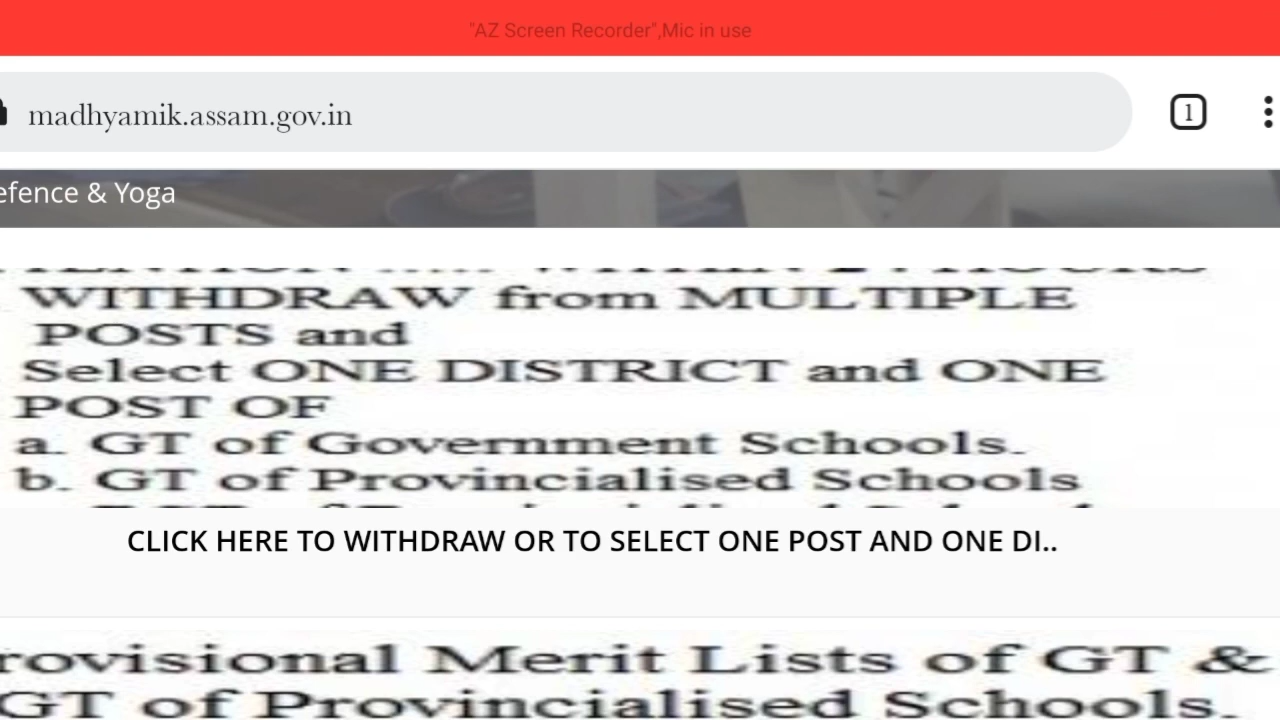 "AZ Screen Recorder",Mic in use
madhyamik.assam.gov.in
1
efence & Yoga
WITHDRAW from MULTIPLE
POSTS and
Select ONE DISTRICT and ONE
POST OF
a. GT of Government Schools.
b. GT of Provincialised Schools
CLICK HERE TO WITHDRAW OR TO SELECT ONE POST AND ONE DI..
rovisional Merit Lists of GT &
GT of Provincialised Schools.